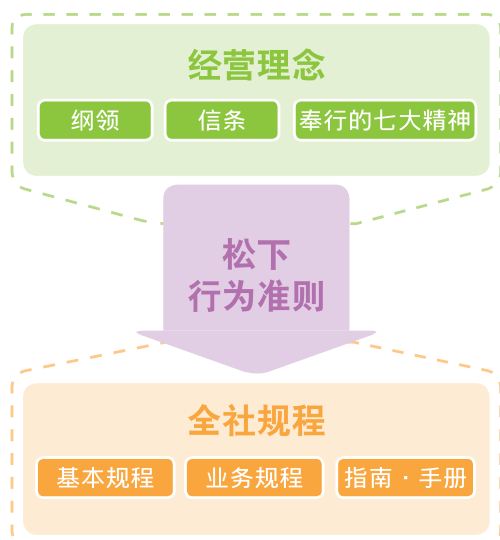 经营理念
纲领
信条
奉行的七大精神
松下
行为准则
全社规程
基本规程
业务规程
指南·手册